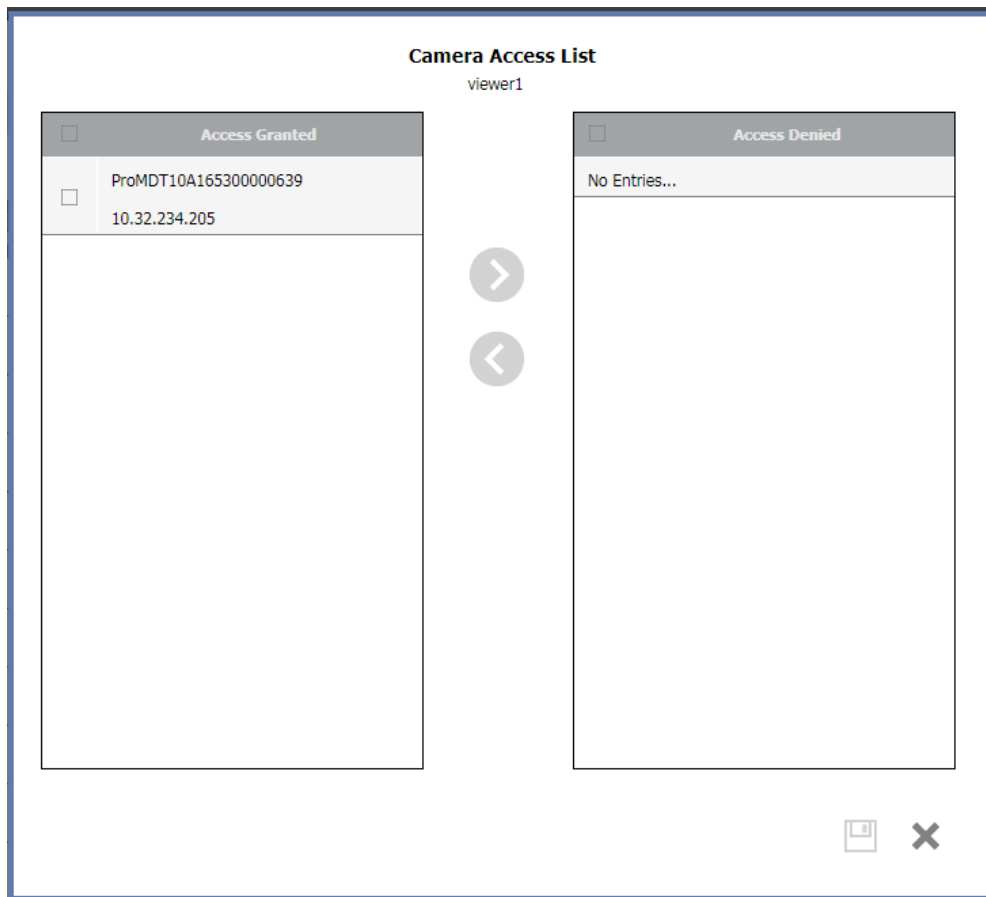 Camera Access List
viewer1
Access Granted
ProMDT10A165300000639
10.32.234.205
Access Denied
No Entries...